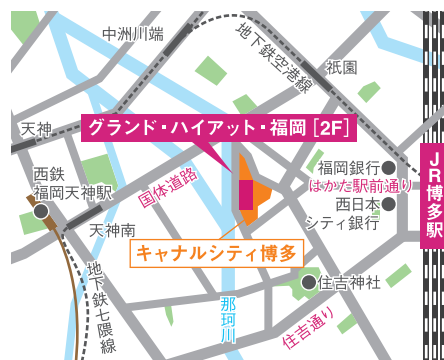 中洲川端
地下鉄空港線
祇園
天神
グランド・ハイアット・福岡［2F］
西鉄
福岡天神駅
国体道路
福岡銀行
はかた駅前通り
西日本
シティ銀行
JR博多駅
天神南
キャナルシティ博多
地下鉄七隈線
那珂川
住吉神社
住吉通り